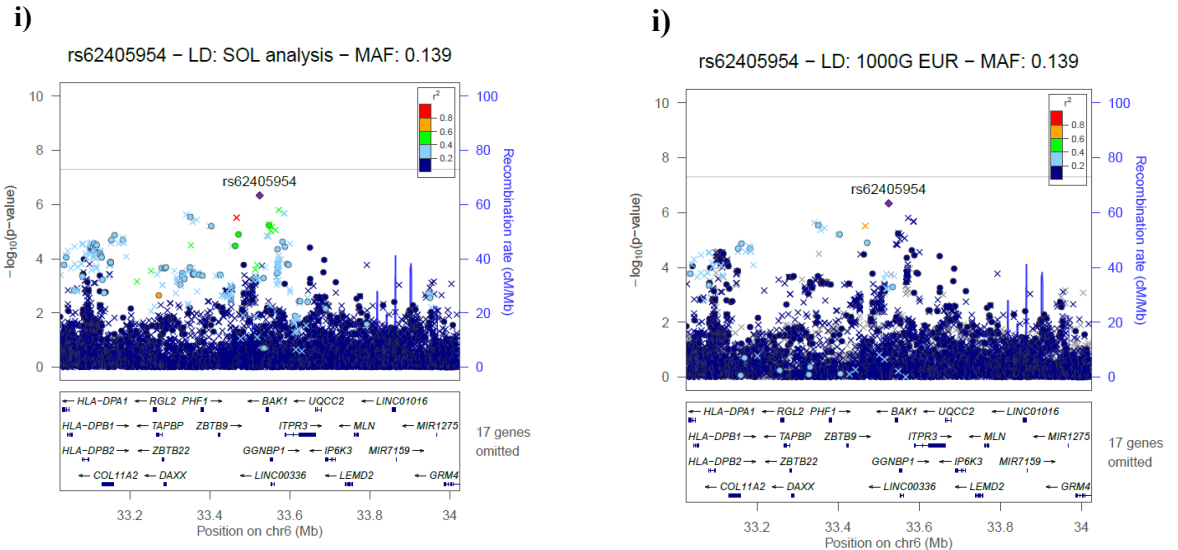 i)
rs62405954 − LD: SOL analysis − MAF: 0.139
10
8
6
4
2
0
−log10(p-value)
100
80
60
40
20
0
Recombination rate (cM/Mb)
r2
0.8
0.6
0.4
0.2
rs62405954
← HLA−DPA1 ← RGL2 PHF1 → ← BAK1 ← UQCC2 ← LINC01016
HLA−DPB1 → ← TAPBP ZBTB9 → ITPR3 → ← MLN MIR1275 →
← HLA−DPB2 → ← ZBTB22 GGNBP1 → ← IP6K3 MIR7159 →
← COL11A2 ← DAXX ← LINC00336 ← LEMD2 ← GRM4
17 genes
omitted
33.2
33.4
33.6
33.8
34
Position on chr6 (Mb)
i)
rs62405954 − LD: 1000G EUR − MAF: 0.139
10
8
6
4
2
0
−log10(p-value)
100
80
60
40
20
0
Recombination rate (cM/Mb)
r2
0.8
0.6
0.4
0.2
rs62405954
← HLA−DPA1 ← RGL2 PHF1 → ← BAK1 ← UQCC2 ← LINC01016
HLA−DPB1 → ← TAPBP ZBTB9 → ITPR3 → ← MLN MIR1275 →
← HLA−DPB2 → ← ZBTB22 GGNBP1 → ← IP6K3 MIR7159 →
← COL11A2 ← DAXX ← LINC00336 ← LEMD2 ← GRM4
17 genes
omitted
33.2
33.4
33.6
33.8
34
Position on chr6 (Mb)